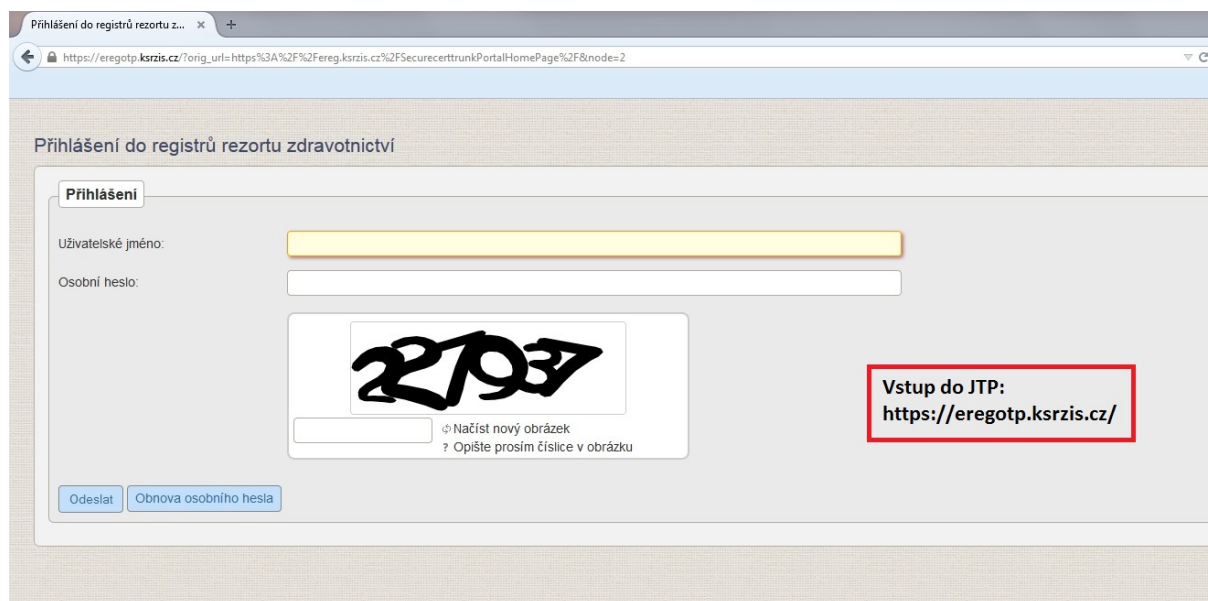 Přihlášení do registrů rezortu z... × +
https://eregotp.ksrzis.cz/?orig_url=https%3A%2F%2Fereg.ksrzis.cz%2FSecurecerttrunkPortalHomePage%2F&node=2
Přihlášení do registrů rezortu zdravotnictví
Přihlášení
Uživatelské jméno:
Osobní heslo:
227937
Načíst nový obrázek
? Opište prosím číslice v obrázku
Vstup do JTP:
https://eregotp.ksrzis.cz/
Odeslat Obnova osobního hesla